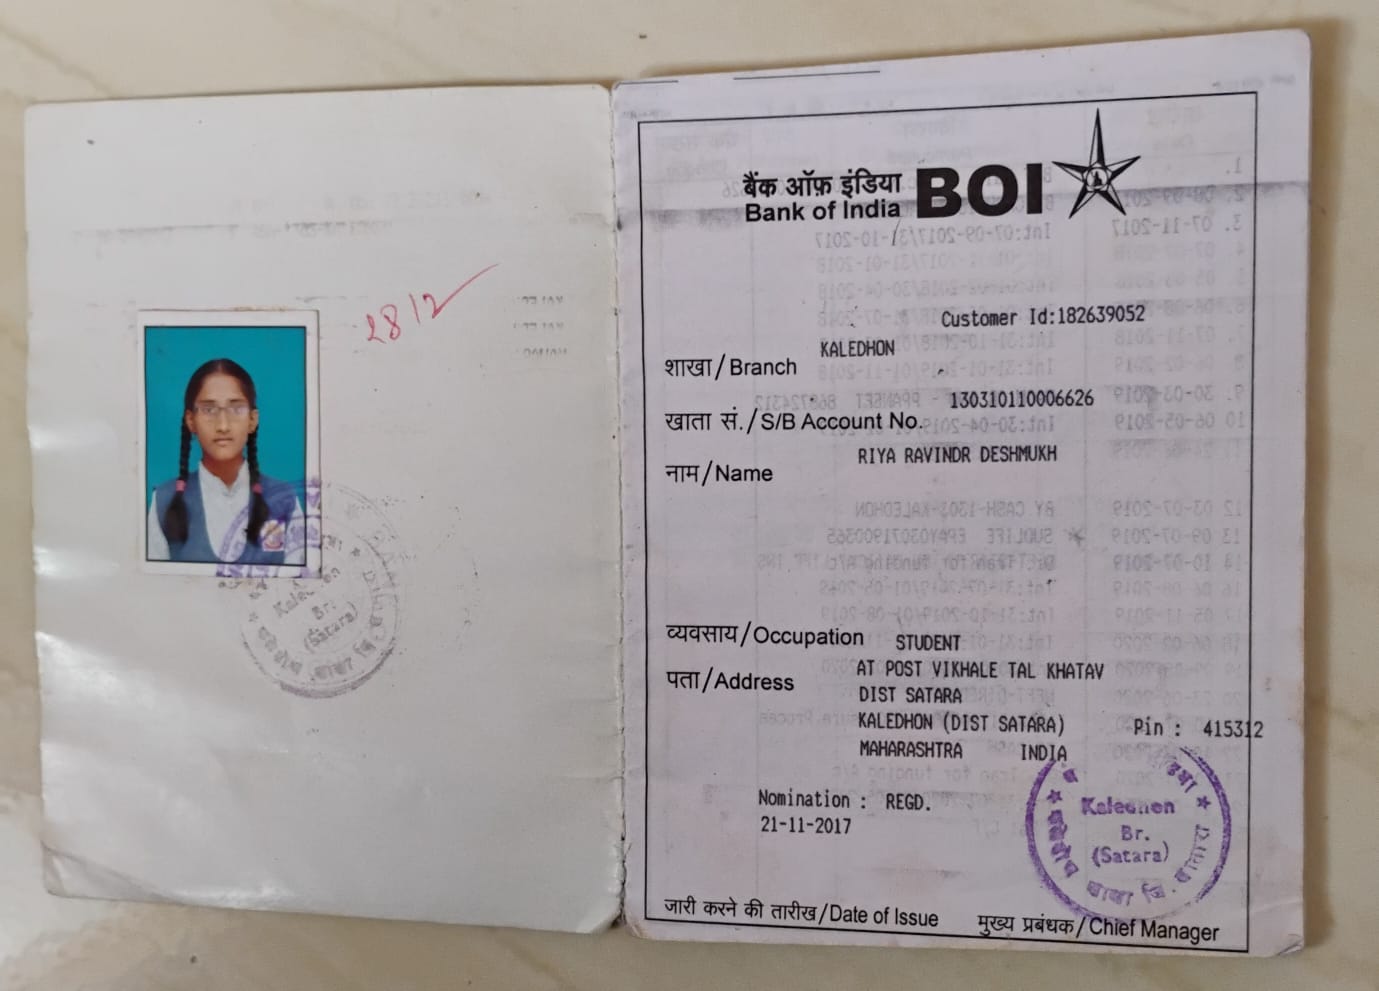 2812
बैंक ऑफ़ इंडिया BOI
Bank of India
Customer Id:182639052
शाखा/Branch KALEDHON
खाता सं./S/B Account No. 130310110006626
नाम/Name RIYA RAVINDR DESHMUKH
व्यवसाय/Occupation STUDENT
पता/Address AT POST VIKHALE TAL KHATAV
DIST SATARA
KALEDHON (DIST SATARA) Pin : 415312
MAHARASHTRA INDIA
Nomination : REGD.
21-11-2017
Kaledhon
Br.
(Satara)
शाखा जि. सातारा
जारी करने की तारीख/Date of Issue मुख्य प्रबंधक/Chief Manager
Br.
(Satara)